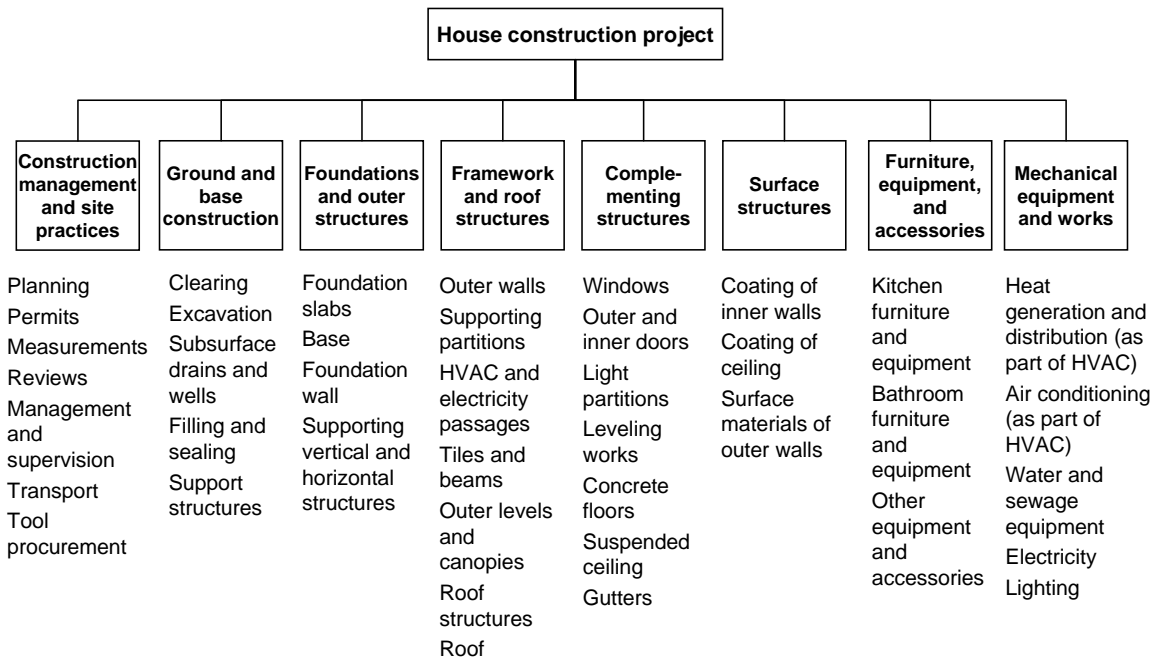 House construction project
Construction
management
and site
practices
Ground and
base
construction
Foundations
and outer
structures
Framework
and roof
structures
Comple-
menting
structures
Surface
structures
Furniture,
equipment,
and
accessories
Mechanical
equipment
and works
Planning
Permits
Measurements
Reviews
Management
and
supervision
Transport
Tool
procurement
Clearing
Excavation
Subsurface
drains and
wells
Filling and
sealing
Support
structures
Foundation
slabs
Base
Foundation
wall
Supporting
vertical and
horizontal
structures
Outer walls
Supporting
partitions
HVAC and
electricity
passages
Tiles and
beams
Outer levels
and
canopies
Roof
structures
Roof
Windows
Outer and
inner doors
Light
partitions
Leveling
works
Concrete
floors
Suspended
ceiling
Gutters
Coating of
inner walls
Coating of
ceiling
Surface
materials of
outer walls
Kitchen
furniture
and
equipment
Bathroom
furniture
and
equipment
Other
equipment
and
accessories
Heat
generation and
distribution (as
part of HVAC)
Air conditioning
(as part of
HVAC)
Water and
sewage
equipment
Electricity
Lighting